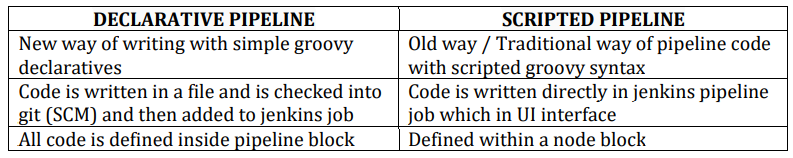 DECLARATIVE PIPELINE SCRIPTED PIPELINE
New way of writing with simple groovy
declaratives
Old way / Traditional way of pipeline code
with scripted groovy syntax
Code is written in a file and is checked into
git (SCM) and then added to jenkins job
Code is written directly in jenkins pipeline
job which in UI interface
All code is defined inside pipeline block
Defined within a node block